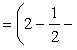 = (2 - 1/2 -